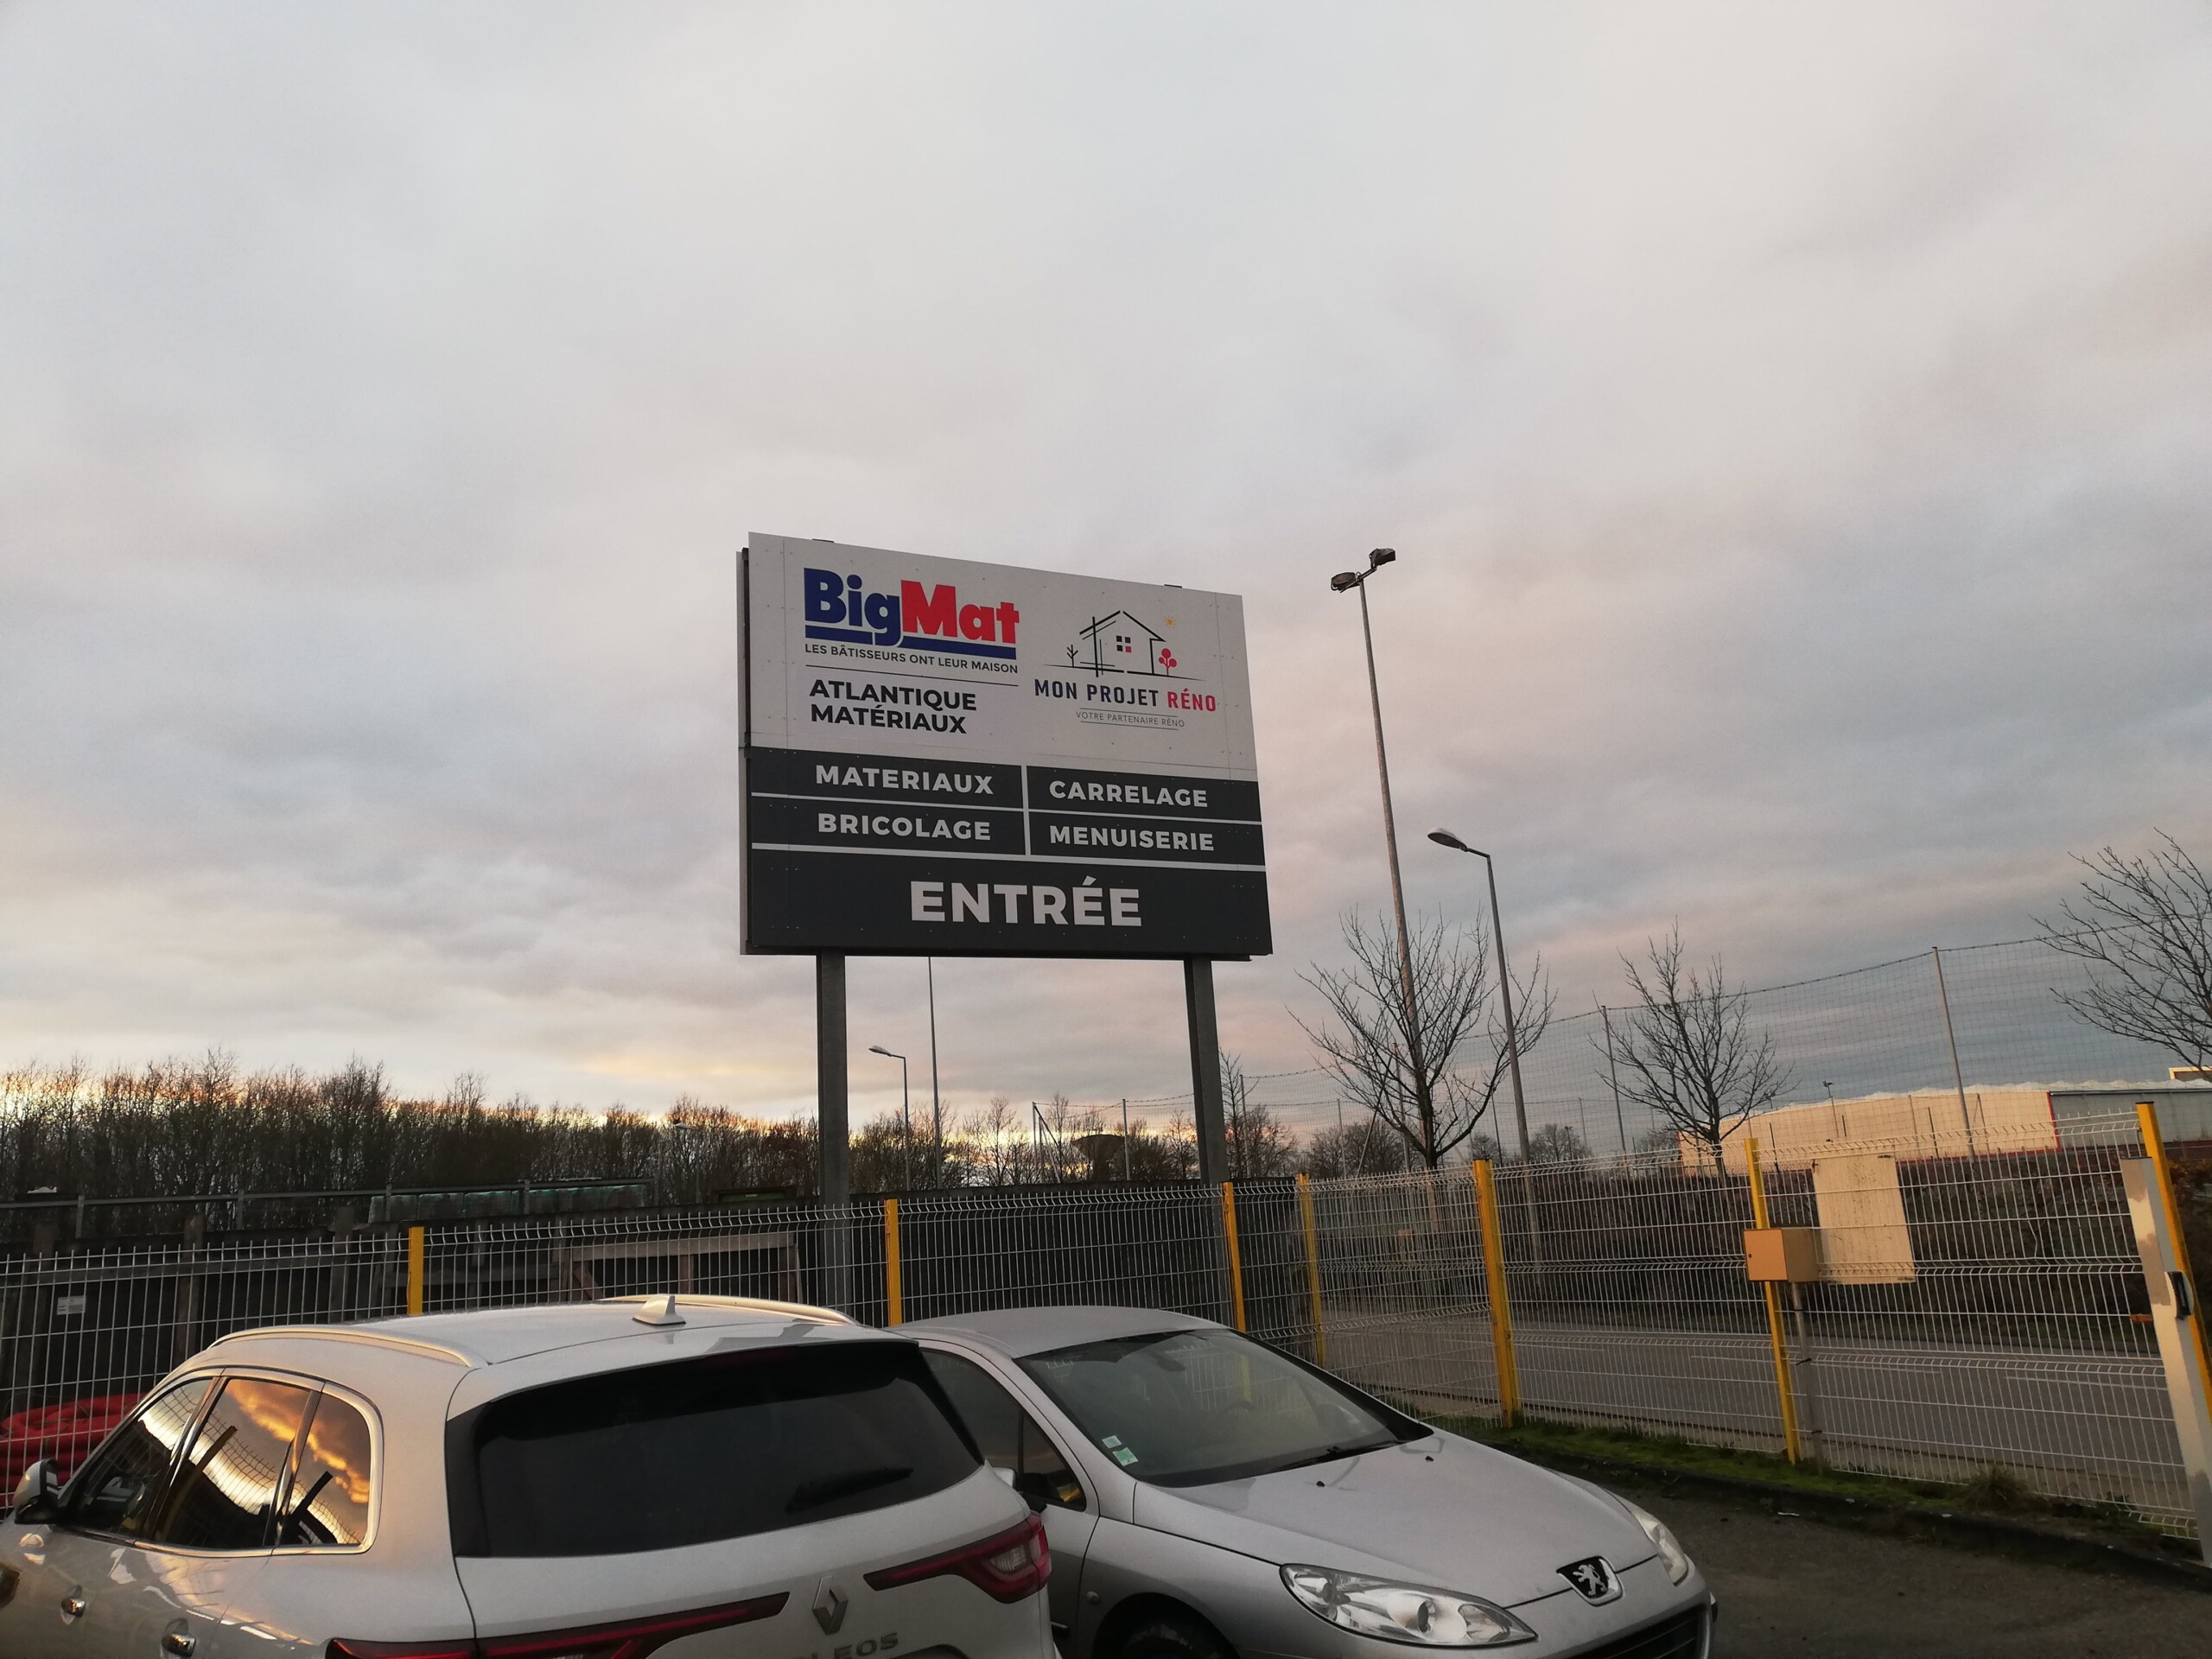 BigMat
LES BÂTISSEURS ONT LEUR MAISON
ATLANTIQUE
MATÉRIAUX
MON PROJET RÉNO
VOTRE PARTENAIRE RÉNO
MATERIAUX
CARRELAGE
BRICOLAGE
MENUISERIE
ENTRÉE
LEOS